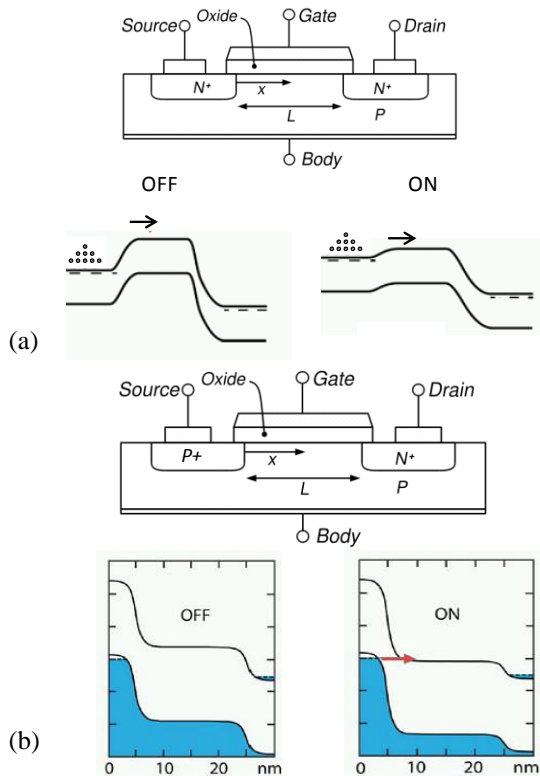 Source Oxide Gate Drain
N+ x N+
L P
Body
OFF ON
(a)
Source Oxide Gate Drain
P+ x N+
L P
Body
OFF ON
(b)
0 10 20 nm 0 10 20 nm